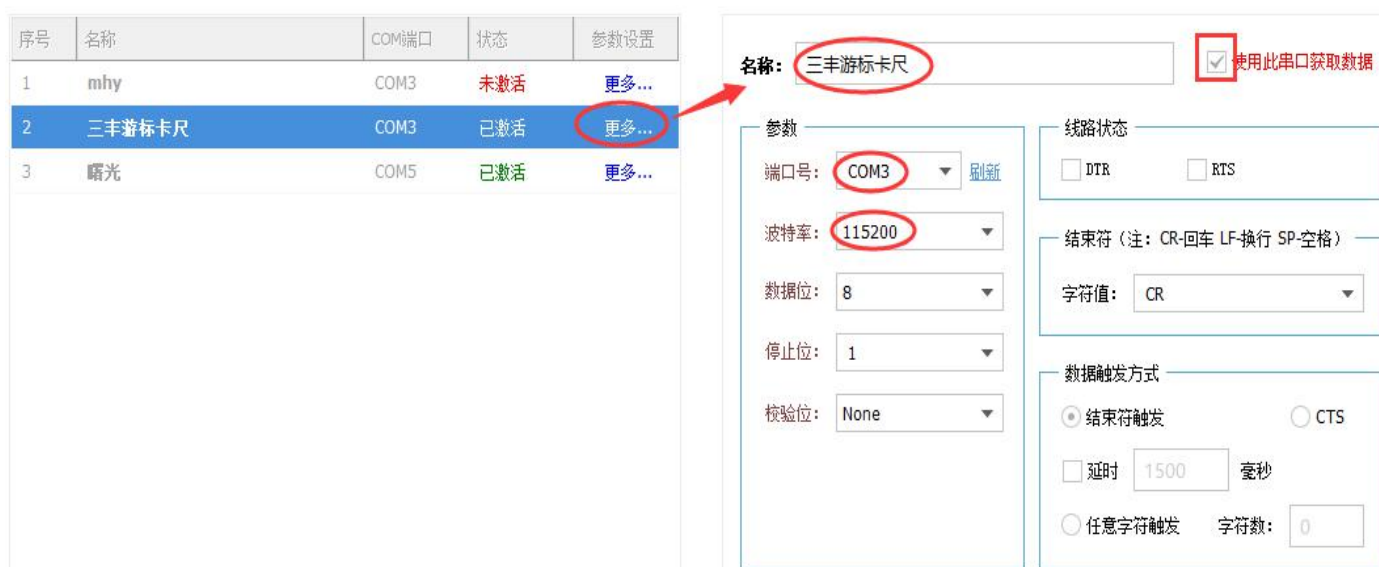 序号 名称 COM端口 状态 参数设置
1 mhy COM3 未激活 更多...
2 三丰游标卡尺 COM3 已激活 更多...
3 曙光 COM5 已激活 更多...
名称： 三丰游标卡尺 使用此串口获取数据
参数
端口号： COM3 刷新
波特率： 115200
数据位： 8
停止位： 1
校验位： None
线路状态
DTR RTS
结束符（注：CR-回车 LF-换行 SP-空格）
字符值： CR
数据触发方式
结束符触发 CTS
延时 1500 毫秒
任意字符触发 字符数： 0